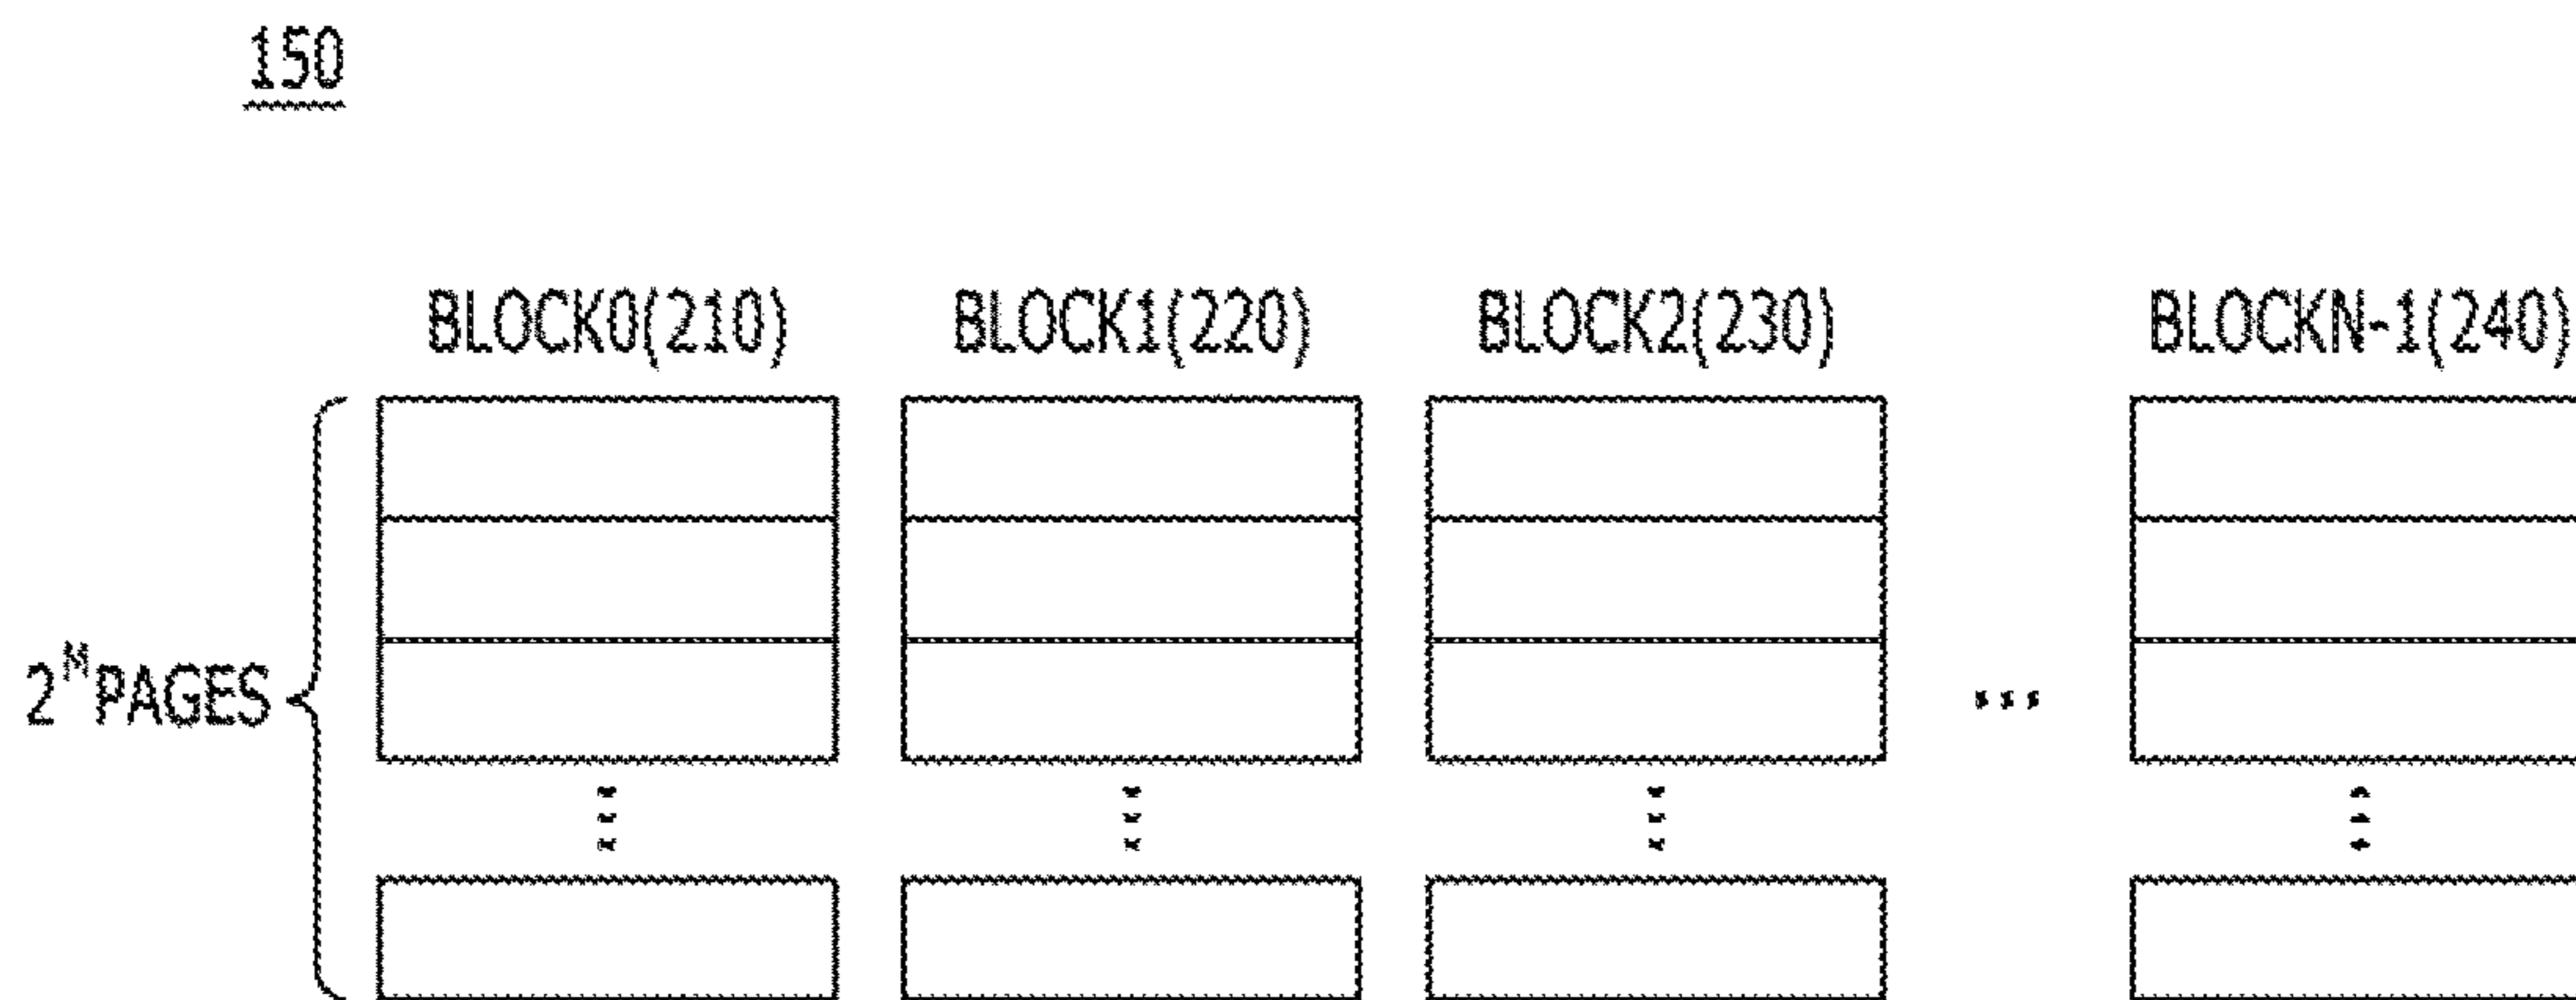 150
BLOCK0(210) BLOCK1(220) BLOCK2(230) BLOCKN-1(240)
2^M PAGES
...